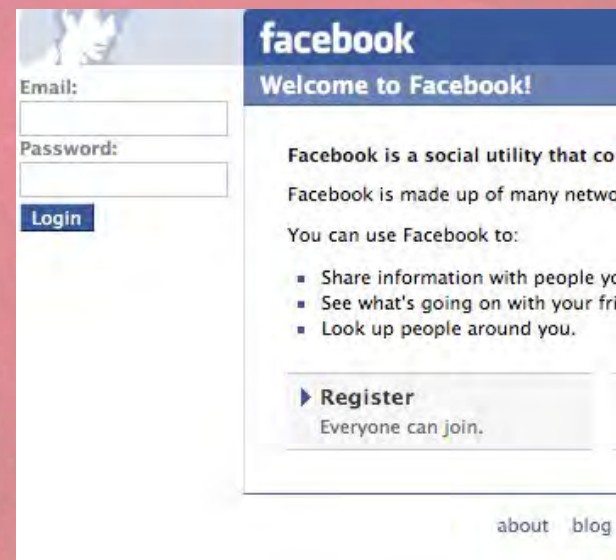 facebook
Welcome to Facebook!
Email:
Password:
Login
Facebook is a social utility that co
Facebook is made up of many netwo
You can use Facebook to:
Share information with people yo
See what's going on with your fri
Look up people around you.
Register
Everyone can join.
about blog